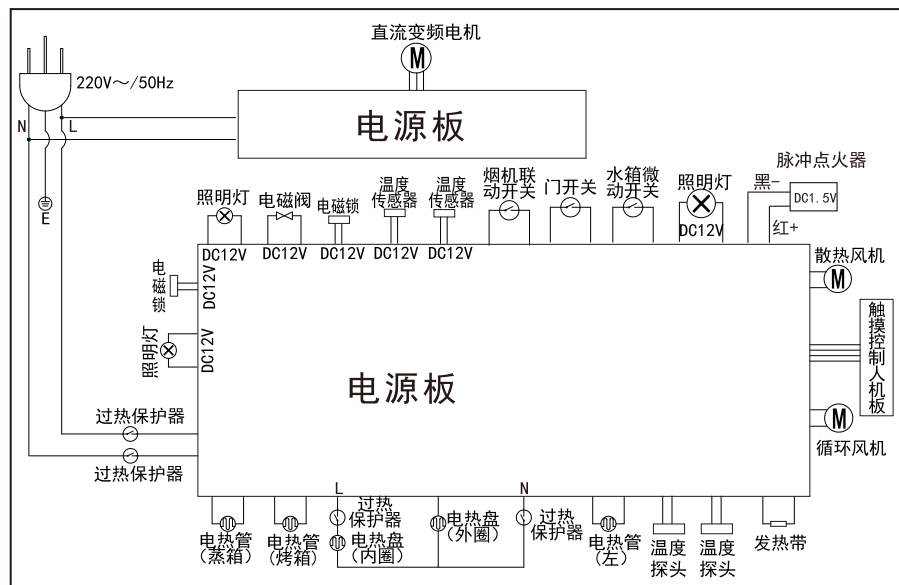 直流变频电机
M
220V～/50Hz
N
L
E
电源板
照明灯
DC12V
电磁阀
DC12V
电磁锁
DC12V
温度
传感器
DC12V
温度
传感器
DC12V
烟机联
动开关
门开关
水箱微
动开关
照明灯
DC12V
脉冲点火器
黑-
DC1.5V
红+
电磁锁
DC12V
照明灯
DC12V
散热风机
M
触摸控制人机板
M
循环风机
电源板
过热保护器
过热保护器
L
N
电热管
(蒸箱)
电热管
(烤箱)
过热
保护器
电热盘
(内圈)
电热盘
(外圈)
过热
保护器
电热管
(左)
温度
探头
温度
探头
发热带